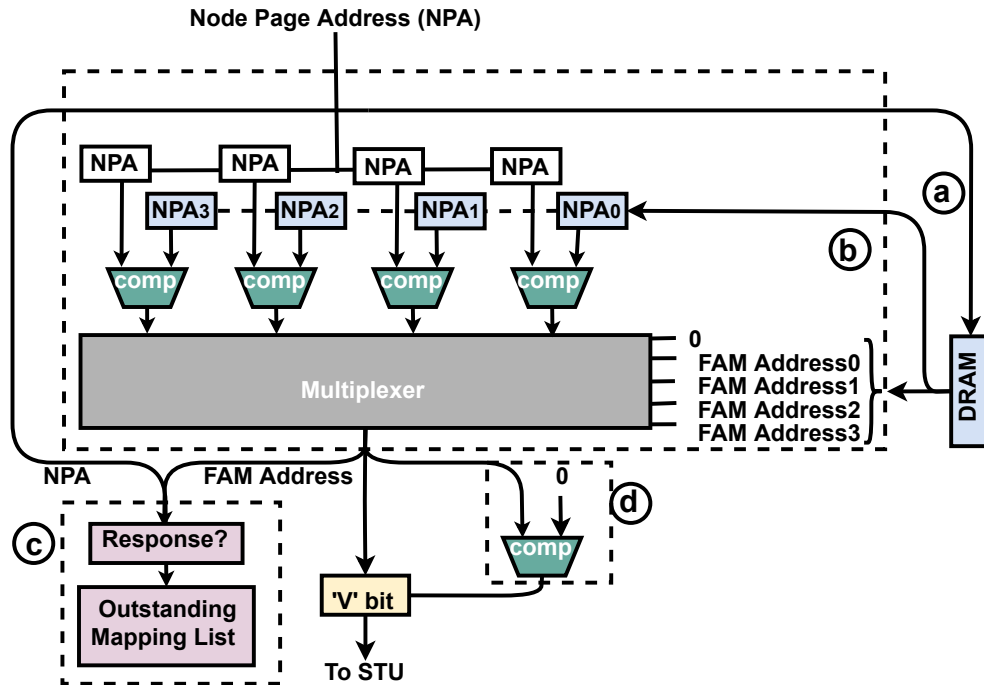 Node Page Address (NPA)
NPA NPA NPA NPA
a
NPA3 NPA2 NPA1 NPA0
b
comp comp comp comp
0
FAM Address0
FAM Address1
FAM Address2
FAM Address3
Multiplexer
DRAM
NPA
FAM Address
0
d
c
Response?
comp
Outstanding
Mapping List
'V' bit
To STU